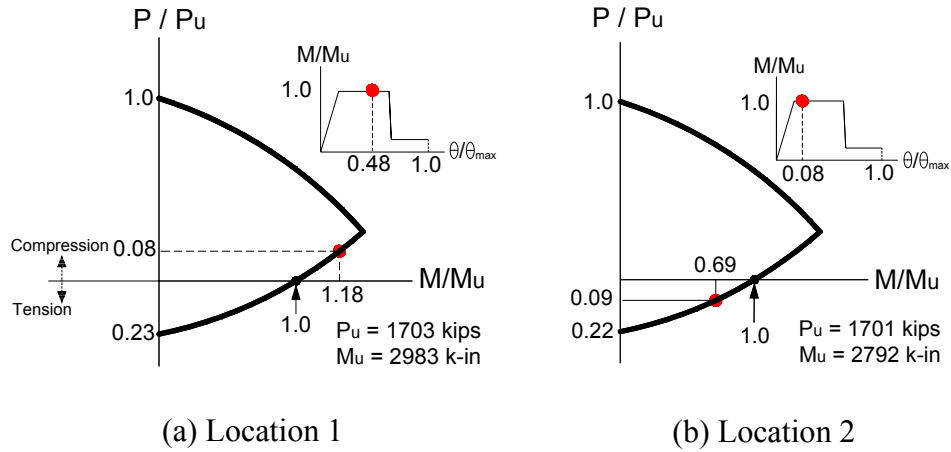 P / Pu
M/Mu
1.0
1.0
0.48
1.0
θ/θmax
Compression
0.08
Tension
M/Mu
1.18
1.0
0.23
Pu = 1703 kips
Mu = 2983 k-in
(a) Location 1
P / Pu
M/Mu
1.0
1.0
0.08
1.0
θ/θmax
0.69
M/Mu
0.09
1.0
0.22
Pu = 1701 kips
Mu = 2792 k-in
(b) Location 2